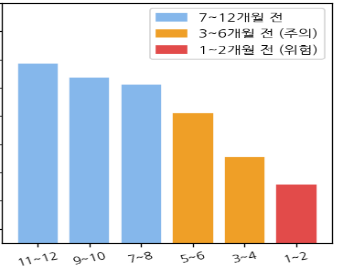 7~12개월 전
3~6개월 전 (주의)
1~2개월 전 (위험)
11~12 9~10 7~8 5~6 3~4 1~2